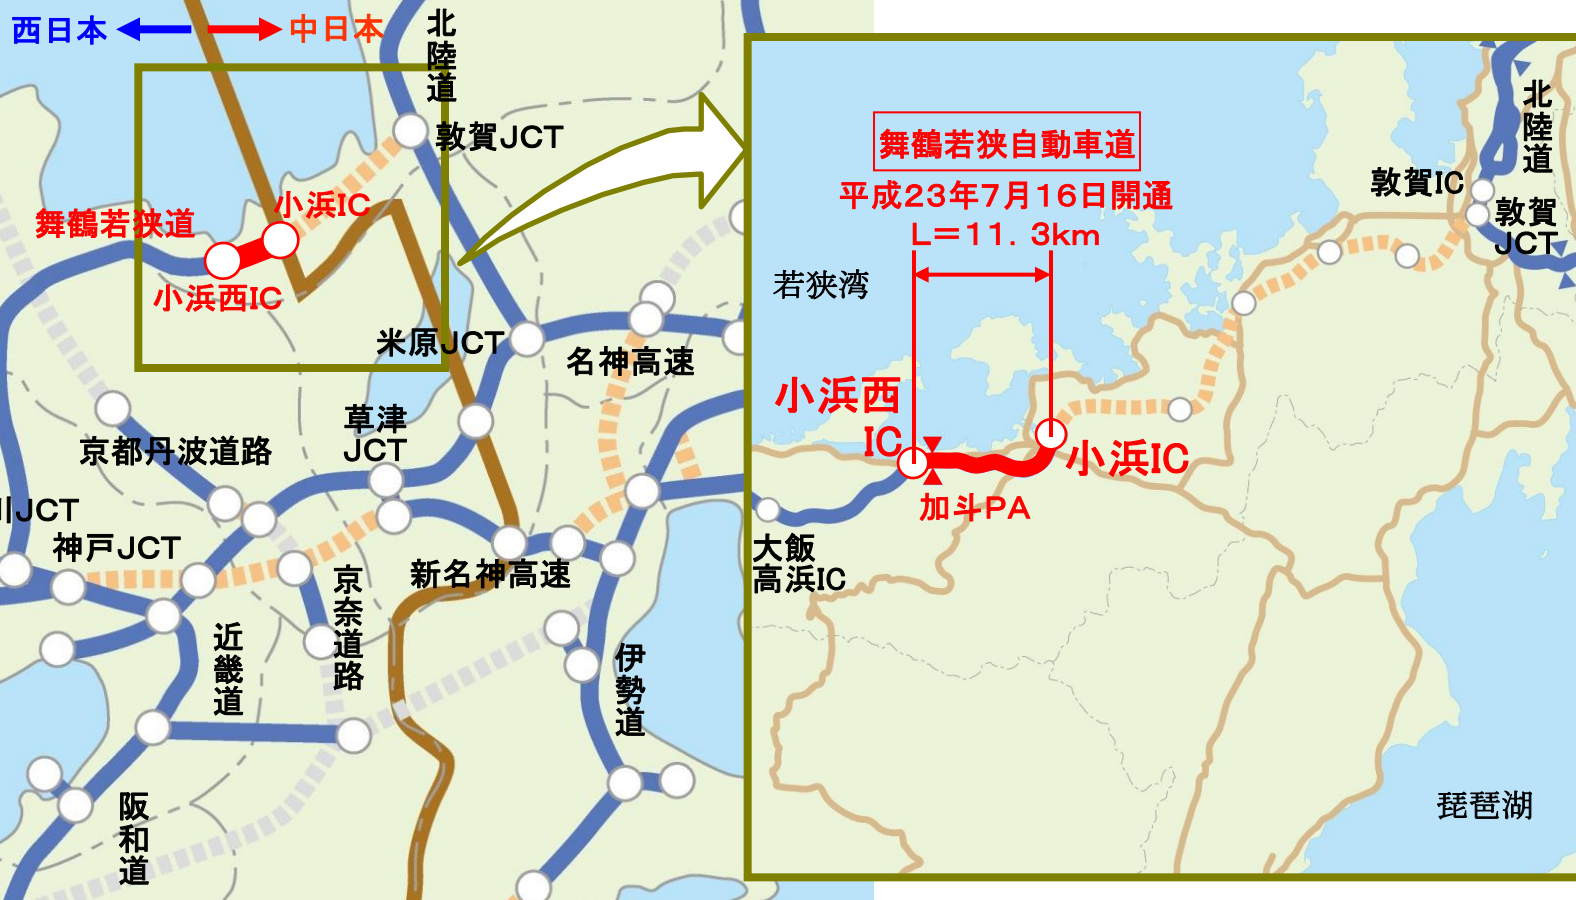 西日本
中日本
北陸道
敦賀JCT
小浜IC
舞鶴若狭道
小浜西IC
米原JCT
名神高速
草津
JCT
京都丹波道路
川JCT
神戸JCT
新名神高速
京奈道路
近畿道
伊勢道
阪和道
舞鶴若狭自動車道
平成23年7月16日開通
L=11.3km
北陸道
敦賀IC
敦賀
JCT
若狭湾
小浜西
IC
小浜IC
加斗PA
大飯
高浜IC
琵琶湖